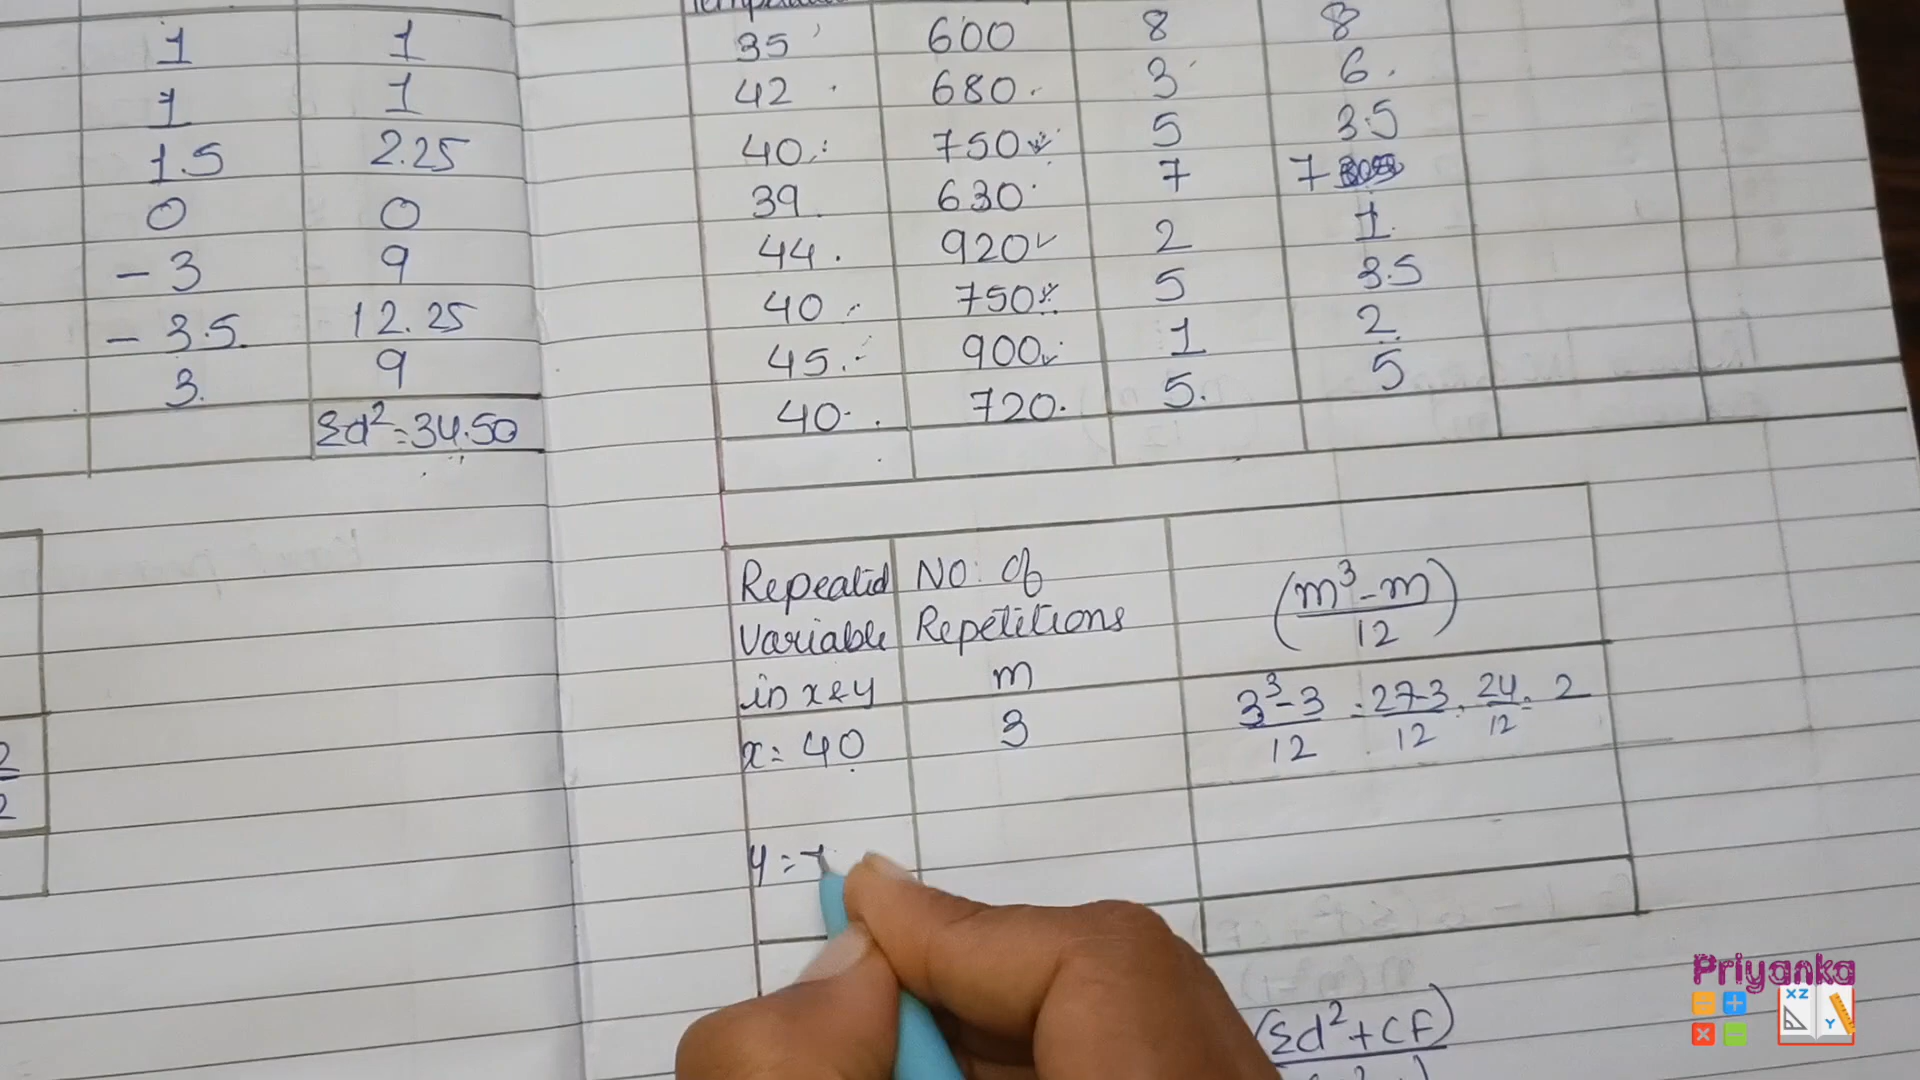 1 1
1 1
1.5 2.25
0 0
- 3 9
- 3.5 12.25
3. 9
Σd²=34.50
35 600 8 8
42 680. 3 6.
40. 750 5 3.5
39. 630 7 7
44. 920 2 1.
40. 750 5 3.5
45. 900 1 2
40. 720. 5. 5
Repeated NO: of (m³-m)
Variable Repetitions 12
in x & y m
x = 40 3 3³-3 = 27-3 = 24 = 2
12 12 12
y =
(Σd²+CF)
2
2
Priyanka
XZ
Y